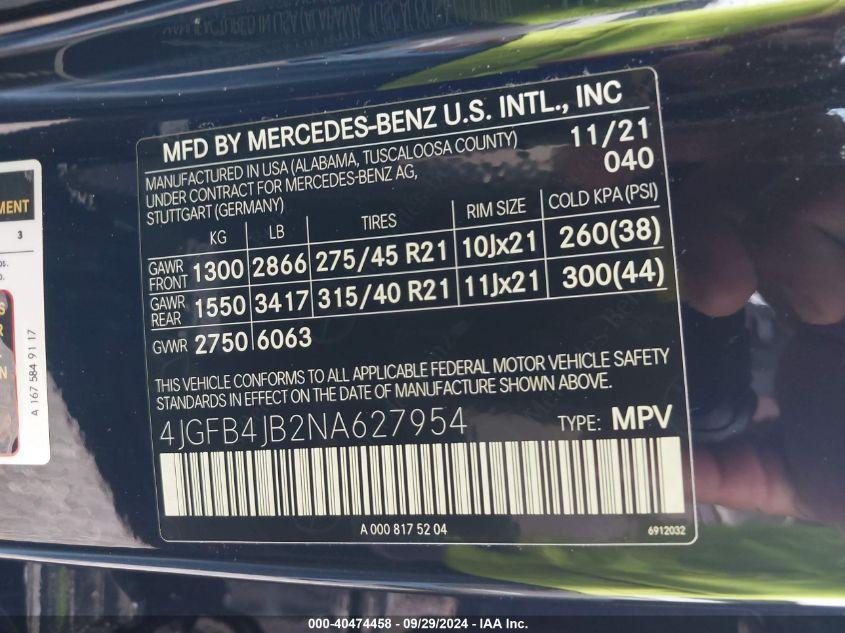 MFD BY MERCEDES-BENZ U.S. INTL., INC
MANUFACTURED IN USA (ALABAMA, TUSCALOOSA COUNTY) 11/21
UNDER CONTRACT FOR MERCEDES-BENZ AG, 040
STUTTGART (GERMANY)
KG LB TIRES RIM SIZE COLD KPA (PSI)
GAWR FRONT 1300 2866 275/45 R21 10Jx21 260(38)
GAWR REAR 1550 3417 315/40 R21 11Jx21 300(44)
GVWR 2750 6063
THIS VEHICLE CONFORMS TO ALL APPLICABLE FEDERAL MOTOR VEHICLE SAFETY
STANDARDS IN EFFECT ON THE DATE OF MANUFACTURE SHOWN ABOVE.
4JGFB4JB2NA627954 TYPE: MPV
A 000 817 52 04 6912032
MENT
3
A 167 584 91 17
000-40474458 - 09/29/2024 - IAA Inc.